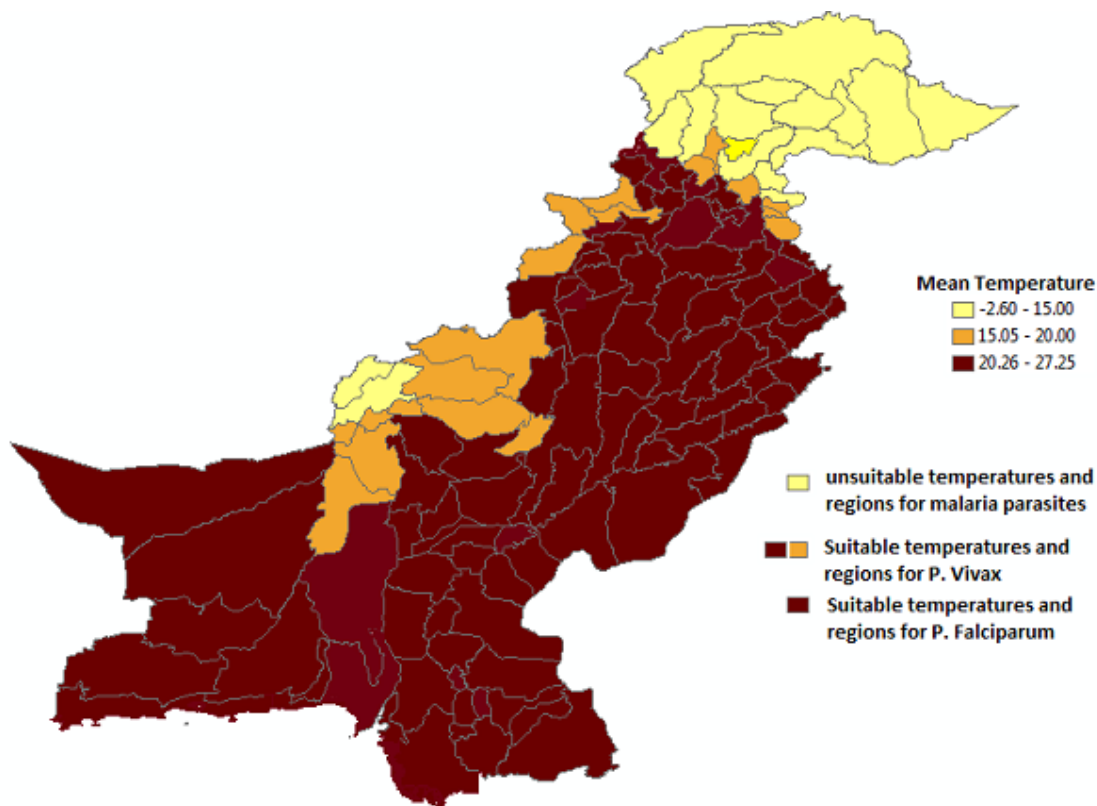 Mean Temperature
-2.60 - 15.00
15.05 - 20.00
20.26 - 27.25
unsuitable temperatures and
regions for malaria parasites
Suitable temperatures and
regions for P. Vivax
Suitable temperatures and
regions for P. Falciparum